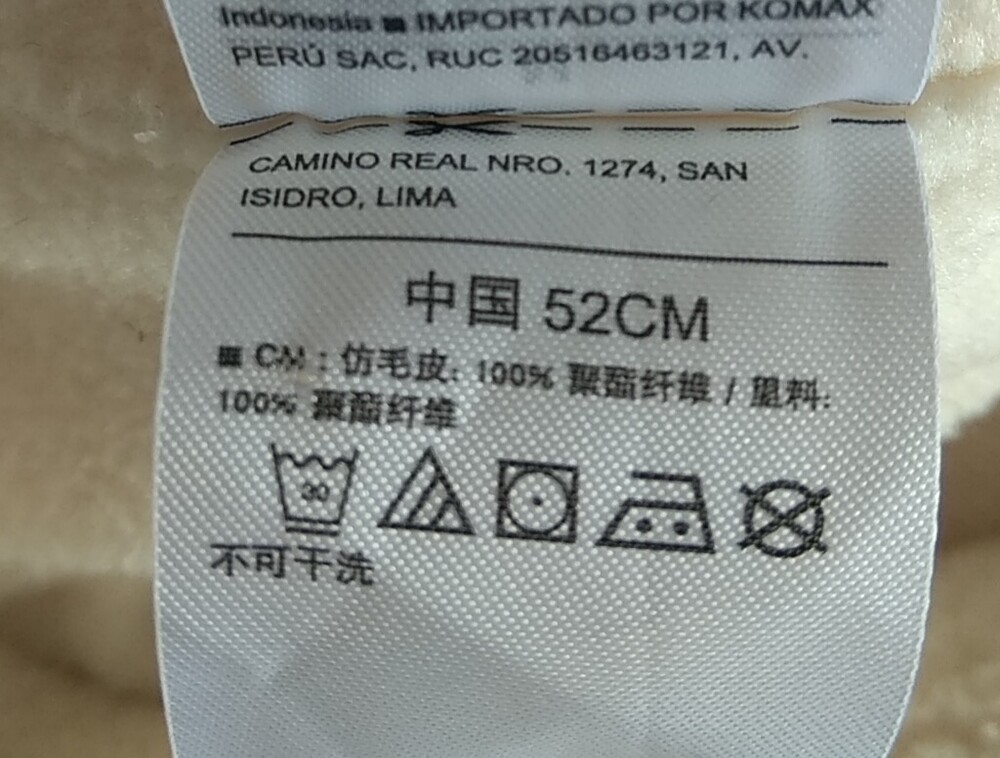 Indonesia ■ IMPORTADO POR KOMAX
PERÚ SAC, RUC 20516463121, AV.
CAMINO REAL NRO. 1274, SAN
ISIDRO, LIMA
中国 52CM
■ CM : 仿毛皮: 100% 聚酯纤维 / 里料:
100% 聚酯纤维
30
不可干洗